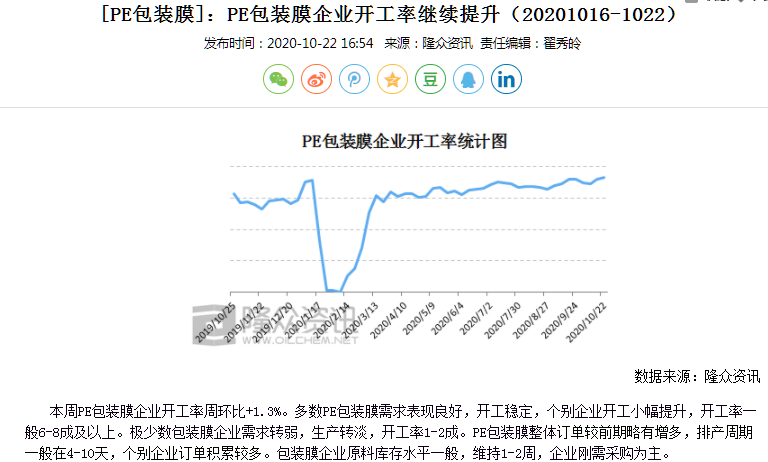 [PE包装膜]：PE包装膜企业开工率继续提升（20201016-1022）
发布时间：2020-10-22 16:54 来源：隆众资讯 责任编辑：翟秀岭
豆
in
PE包装膜企业开工率统计图
2019/10/25
2019/11/22
2019/12/20
2020/1/17
2020/2/14
2020/3/13
2020/4/10
2020/5/9
2020/6/4
2020/7/2
2020/7/30
2020/8/27
2020/9/24
2020/10/22
隆众资讯
WWW.OILCHEM.NET
数据来源：隆众资讯
本周PE包装膜企业开工率周环比+1.3%。多数PE包装膜需求表现良好，开工稳定，个别企业开工小幅提升，开工率一
般6-8成及以上。极少数包装膜企业需求转弱，生产转淡，开工率1-2成。PE包装膜整体订单较前期略有增多，排产周期
一般在4-10天，个别企业订单积累较多。包装膜企业原料库存水平一般，维持1-2周，企业刚需采购为主。